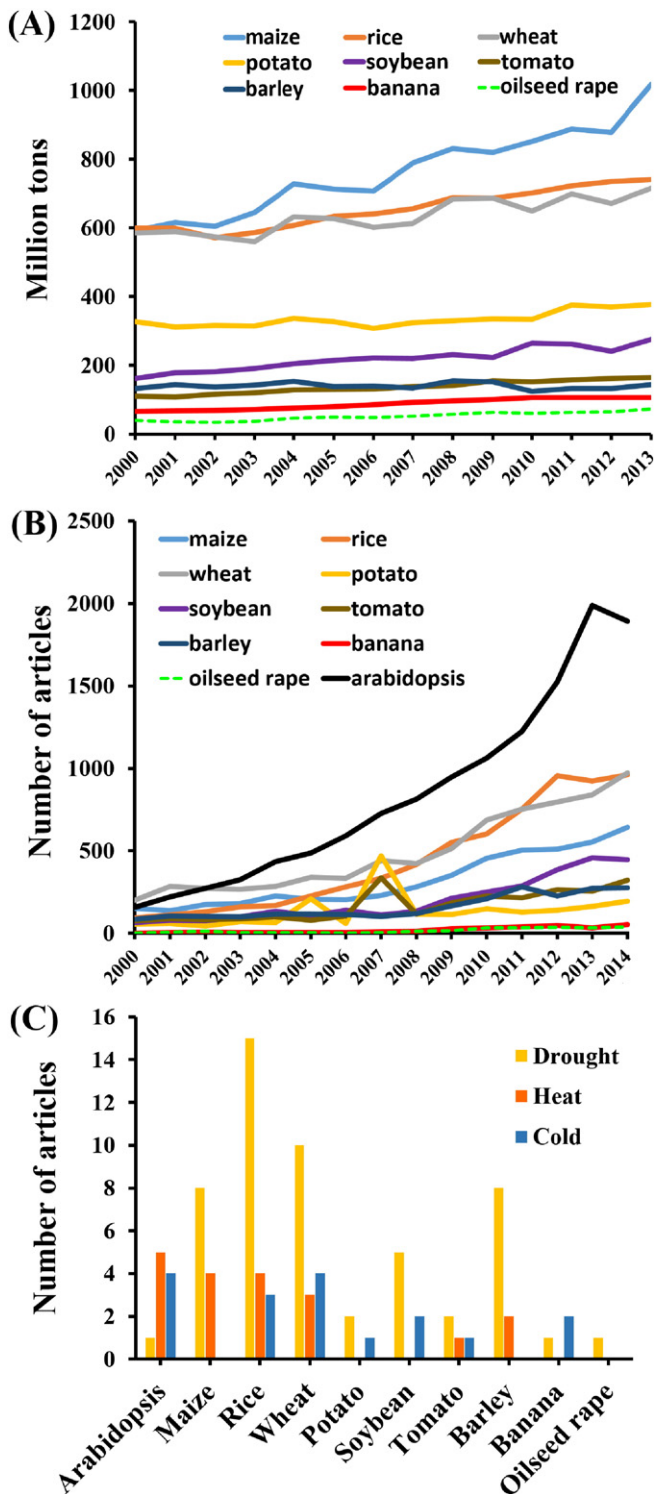 (A)
1200
1000
800
600
400
200
0
Million tons
maize rice wheat
potato soybean tomato
barley banana oilseed rape
2000 2001 2002 2003 2004 2005 2006 2007 2008 2009 2010 2011 2012 2013
(B)
2500
2000
1500
1000
500
0
Number of articles
maize rice
wheat potato
soybean tomato
barley banana
oilseed rape arabidopsis
2000 2001 2002 2003 2004 2005 2006 2007 2008 2009 2010 2011 2012 2013 2014
(C)
16
14
12
10
8
6
4
2
0
Number of articles
Drought
Heat
Cold
Arabidopsis Maize Rice Wheat Potato Soybean Tomato Barley Banana Oilseed rape